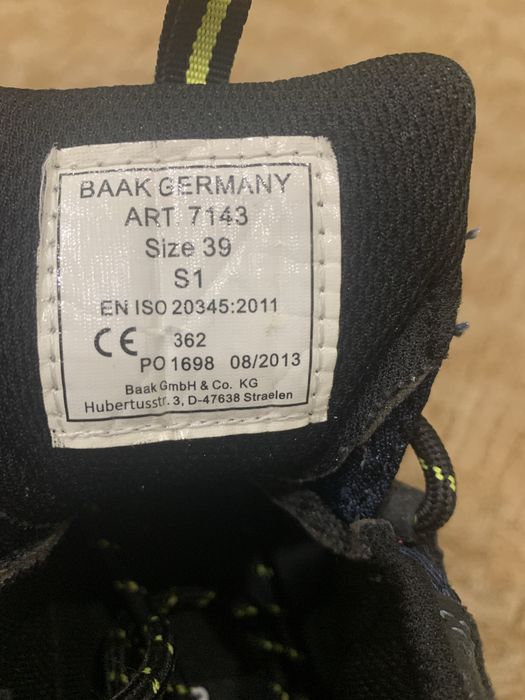 BAAK GERMANY
ART 7143
Size 39
S1
EN ISO 20345:2011
CE 362
PO 1698 08/2013
Baak GmbH & Co. KG
Hubertusstr. 3, D-47638 Straelen